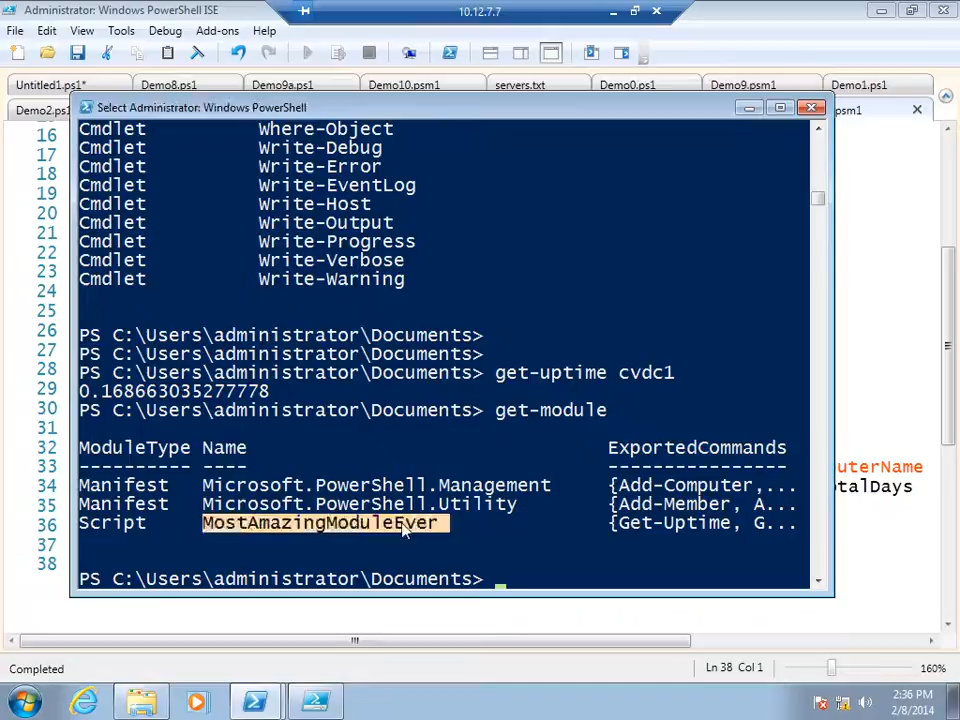 Administrator: Windows PowerShell ISE
10.12.7.7
File Edit View Tools Debug Add-ons Help
Untitled1.ps1* Demo8.ps1 Demo9a.ps1 Demo10.psm1 servers.txt Demo0.ps1 Demo9.psm1 Demo1.ps1
Demo2.ps1 psm1
Select Administrator: Windows PowerShell
Cmdlet Where-Object
16
Cmdlet Write-Debug
17
Cmdlet Write-Error
18
Cmdlet Write-EventLog
19
Cmdlet Write-Host
20
Cmdlet Write-Output
21
Cmdlet Write-Progress
22
Cmdlet Write-Verbose
23
Cmdlet Write-Warning
24
25
26
PS C:\Users\administrator\Documents>
27
PS C:\Users\administrator\Documents>
28
PS C:\Users\administrator\Documents> get-uptime cvdc1
29
0.168663035277778
30
PS C:\Users\administrator\Documents> get-module
31
32
ModuleType Name ExportedCommands
33
---------- ---- ----------------
uterName
34
Manifest Microsoft.PowerShell.Management {Add-Computer,...
otalDays
35
Manifest Microsoft.PowerShell.Utility {Add-Member, A...
36
Script MostAmazingModuleEver {Get-Uptime, G...
37
38
PS C:\Users\administrator\Documents>
Completed Ln 38 Col 1 160%
2:36 PM
2/8/2014